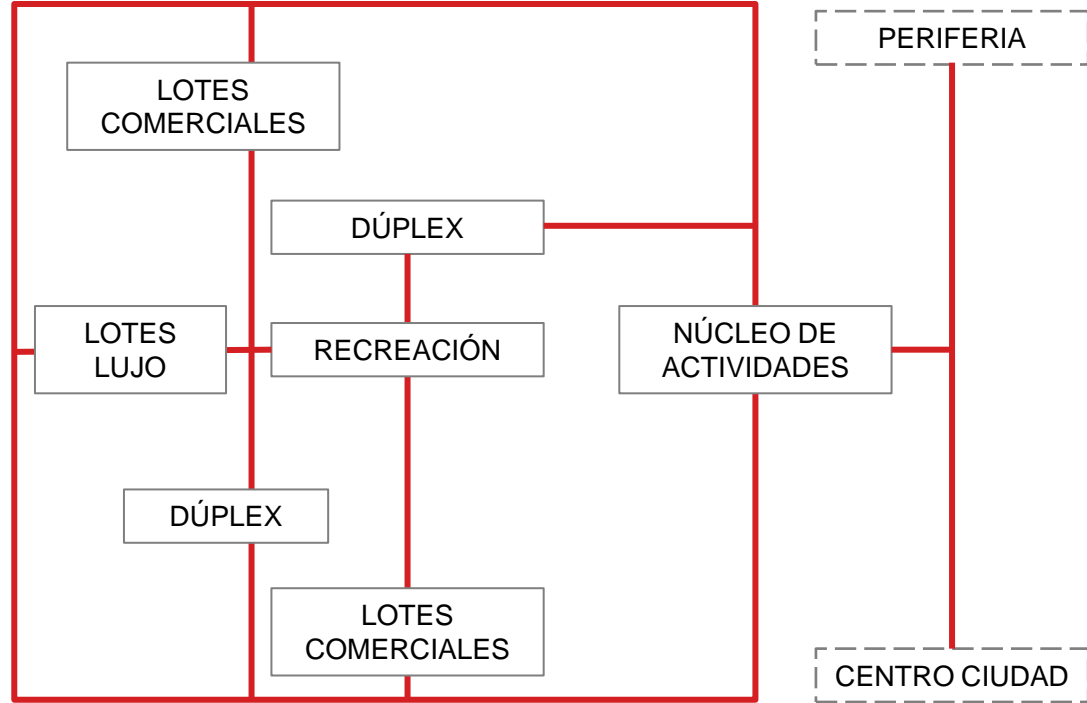 PERIFERIA
LOTES
COMERCIALES
DÚPLEX
LOTES
LUJO
RECREACIÓN
NÚCLEO DE
ACTIVIDADES
DÚPLEX
LOTES
COMERCIALES
CENTRO CIUDAD